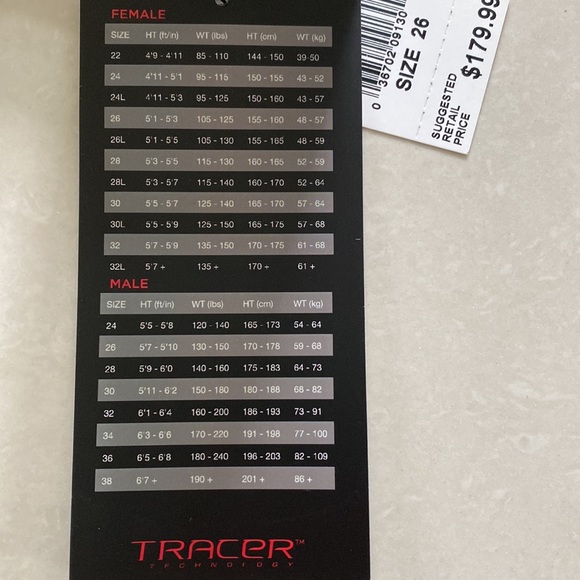 FEMALE
SIZE HT (ft/in) WT (lbs) HT (cm) WT (kg)
22 4'9 - 4'11 85 - 110 144 - 150 39-50
24 4'11 - 5'1 95 - 115 150 - 155 43 - 52
24L 4'11 - 5'3 95 - 125 150 - 160 43 - 57
26 5'1 - 5'3 105 - 125 155 - 160 48 - 57
26L 5'1 - 5'5 105 - 130 155 - 165 48 - 59
28 5'3 - 5'5 115 - 130 160 - 165 52 - 59
28L 5'3 - 5'7 115 - 140 160 - 170 52 - 64
30 5'5 - 5'7 125 - 140 165 - 170 57 - 64
30L 5'5 - 5'9 125 - 150 165 - 175 57 - 68
32 5'7 - 5'9 135 - 150 170 - 175 61 - 68
32L 5'7 + 135 + 170 + 61 +
MALE
SIZE HT (ft/in) WT (lbs) HT (cm) WT (kg)
24 5'5 - 5'8 120 - 140 165 - 173 54 - 64
26 5'7 - 5'10 130 - 150 170 - 178 59 - 68
28 5'9 - 6'0 140 - 160 175 - 183 64 - 73
30 5'11 - 6'2 150 - 180 180 - 188 68 - 82
32 6'1 - 6'4 160 - 200 186 - 193 73 - 91
34 6'3 - 6'6 170 - 220 191 - 198 77 - 100
36 6'5 - 6'8 180 - 240 196 - 203 82 - 109
38 6'7 + 190 + 201 + 86 +
TRACER™
TECHNOLOGY
0 36702 09130
SIZE 26
SUGGESTED
RETAIL
PRICE
$179.99